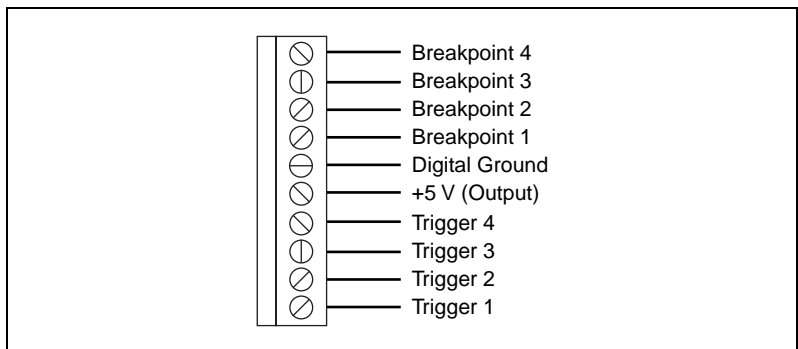 Breakpoint 4
Breakpoint 3
Breakpoint 2
Breakpoint 1
Digital Ground
+5 V (Output)
Trigger 4
Trigger 3
Trigger 2
Trigger 1